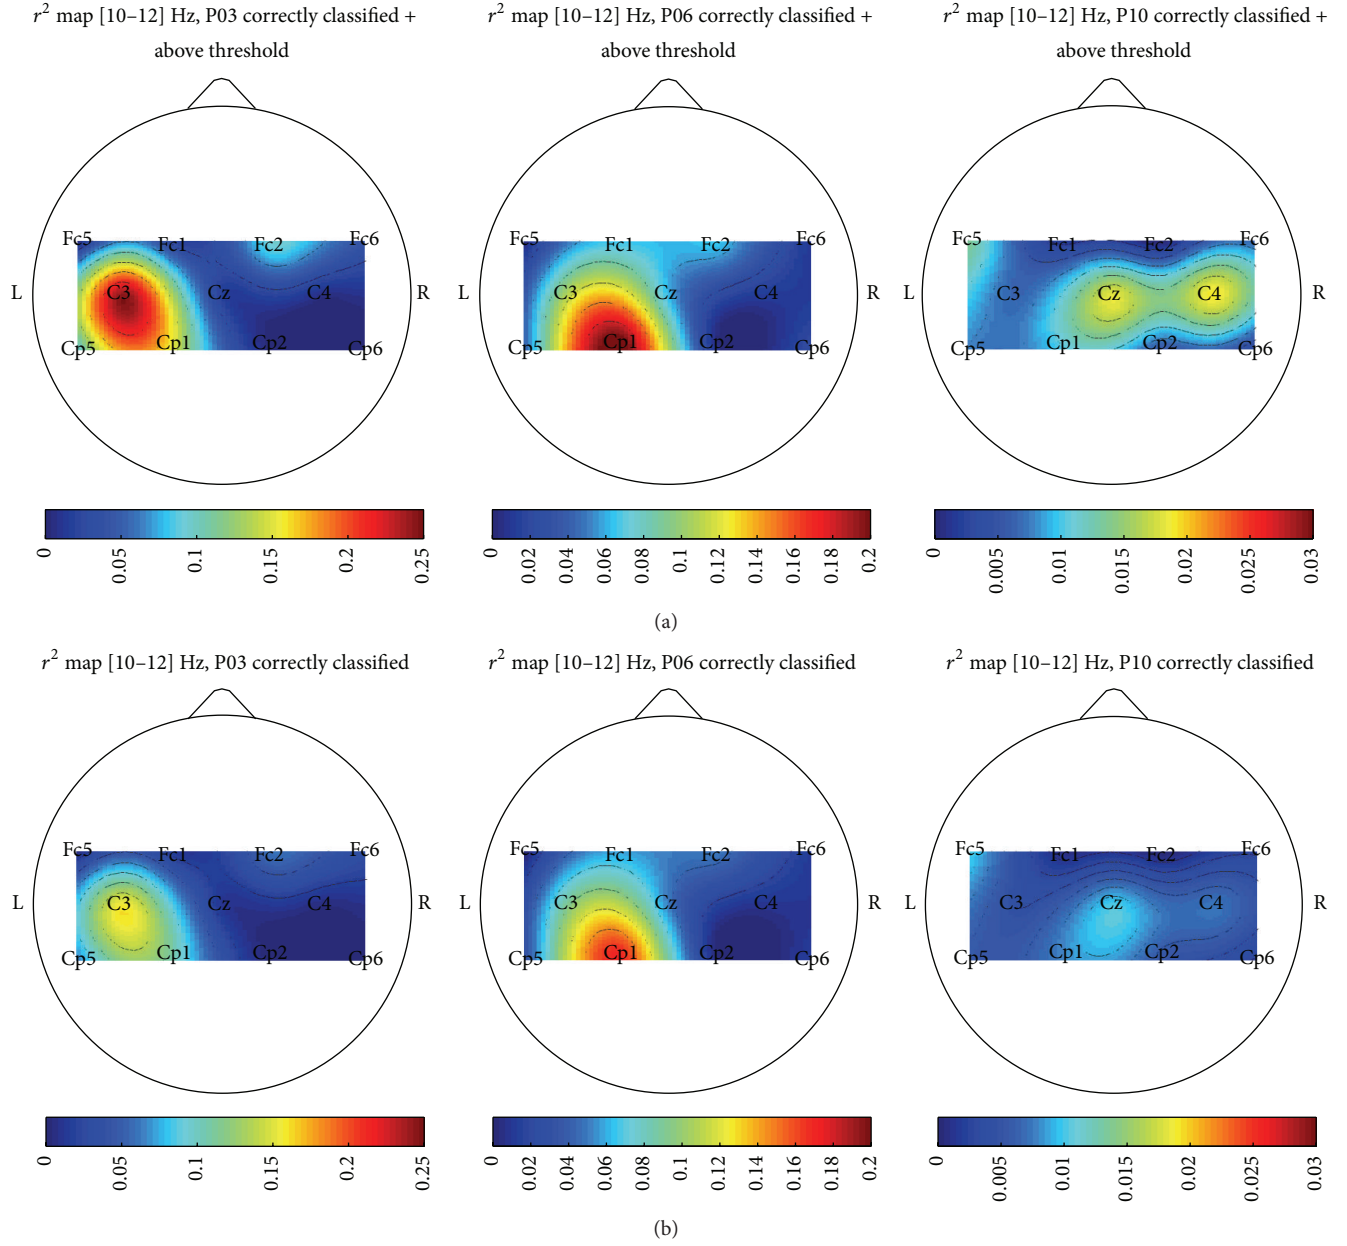 r² map [10–12] Hz, P03 correctly classified +
above threshold
r² map [10–12] Hz, P06 correctly classified +
above threshold
r² map [10–12] Hz, P10 correctly classified +
above threshold
Fc5 Fc1 Fc2 Fc6
L C3 Cz C4 R
Cp5 Cp1 Cp2 Cp6
0 0.05 0.1 0.15 0.2 0.25
Fc5 Fc1 Fc2 Fc6
L C3 Cz C4 R
Cp5 Cp1 Cp2 Cp6
0 0.02 0.04 0.06 0.08 0.1 0.12 0.14 0.16 0.18 0.2
Fc5 Fc1 Fc2 Fc6
L C3 Cz C4 R
Cp5 Cp1 Cp2 Cp6
0 0.005 0.01 0.015 0.02 0.025 0.03
(a)
r² map [10–12] Hz, P03 correctly classified
r² map [10–12] Hz, P06 correctly classified
r² map [10–12] Hz, P10 correctly classified
Fc5 Fc1 Fc2 Fc6
L C3 Cz C4 R
Cp5 Cp1 Cp2 Cp6
0 0.05 0.1 0.15 0.2 0.25
Fc5 Fc1 Fc2 Fc6
L C3 Cz C4 R
Cp5 Cp1 Cp2 Cp6
0 0.02 0.04 0.06 0.08 0.1 0.12 0.14 0.16 0.18 0.2
Fc5 Fc1 Fc2 Fc6
L C3 Cz C4 R
Cp5 Cp1 Cp2 Cp6
0 0.005 0.01 0.015 0.02 0.025 0.03
(b)